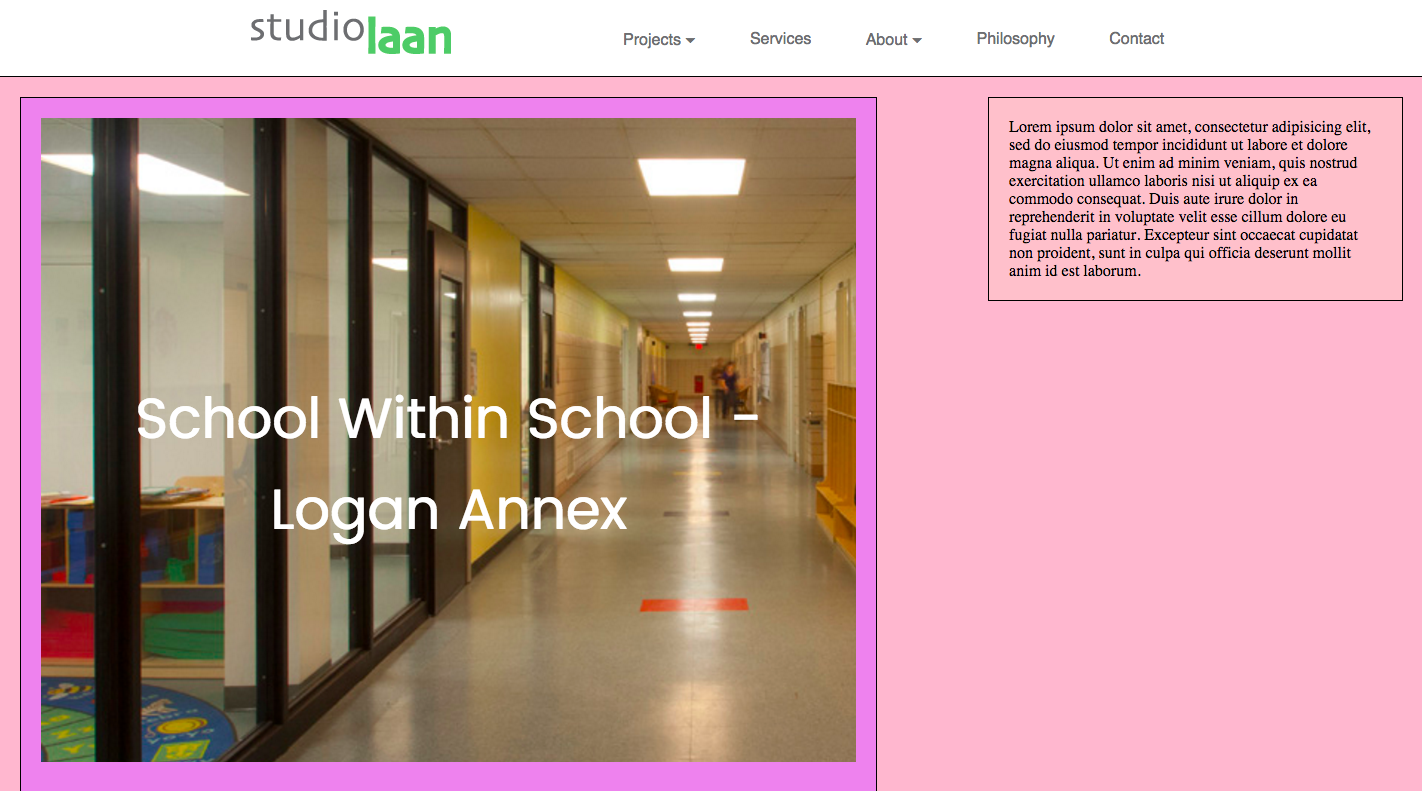 studiolaan
Projects Services About Philosophy Contact
School Within School -
Logan Annex
Lorem ipsum dolor sit amet, consectetur adipisicing elit,
sed do eiusmod tempor incididunt ut labore et dolore
magna aliqua. Ut enim ad minim veniam, quis nostrud
exercitation ullamco laboris nisi ut aliquip ex ea
commodo consequat. Duis aute irure dolor in
reprehenderit in voluptate velit esse cillum dolore eu
fugiat nulla pariatur. Excepteur sint occaecat cupidatat
non proident, sunt in culpa qui officia deserunt mollit
anim id est laborum.